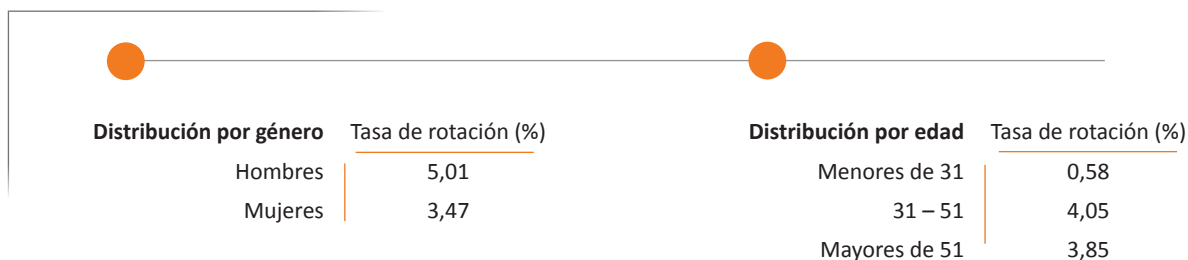 Distribución por género Tasa de rotación (%)
Hombres 5,01
Mujeres 3,47
Distribución por edad Tasa de rotación (%)
Menores de 31 0,58
31 – 51 4,05
Mayores de 51 3,85